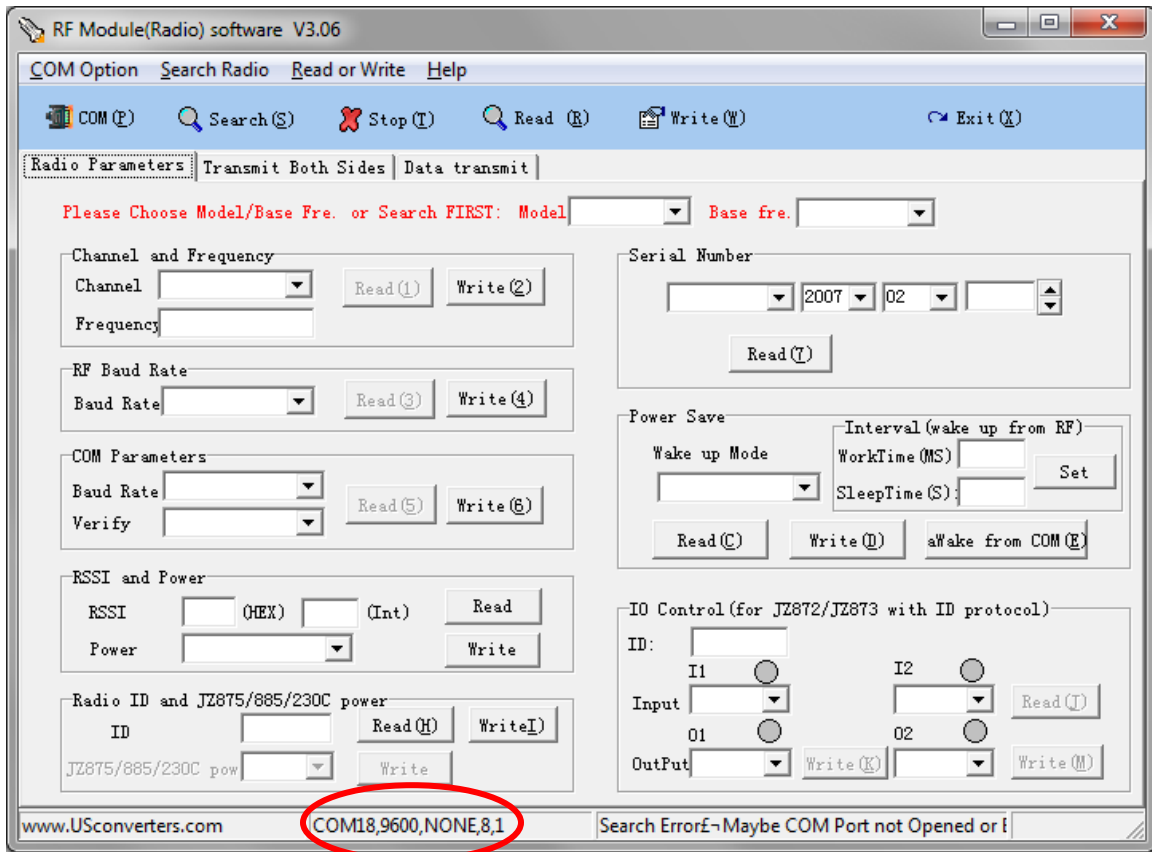 RF Module(Radio) software V3.06
COM Option Search Radio Read or Write Help
COM(P) Search(S) Stop(T) Read (R) Write(W) Exit(X)
Radio Parameters Transmit Both Sides Data transmit
Please Choose Model/Base Fre. or Search FIRST: Model Base fre.
Channel and Frequency
Channel Read(1) Write(2)
Frequency
RF Baud Rate
Baud Rate Read(3) Write(4)
COM Parameters
Baud Rate
Read(5) Write(6)
Verify
RSSI and Power
RSSI (HEX) (Int) Read
Power Write
Radio ID and JZ875/885/230C power
ID Read(H) WriteI)
JZ875/885/230C pow Write
Serial Number
2007 02
Read(7)
Power Save
Interval(wake up from RF)
Wake up Mode WorkTime(MS)
Set
SleepTime(S):
Read(C) Write(D) aWake from COM(E)
IO Control(for JZ872/JZ873 with ID protocol)
ID:
I1 I2
Input Read(J)
O1 O2
OutPut Write(K) Write(M)
www.USconverters.com COM18,9600,NONE,8,1 Search Error£¬Maybe COM Port not Opened or